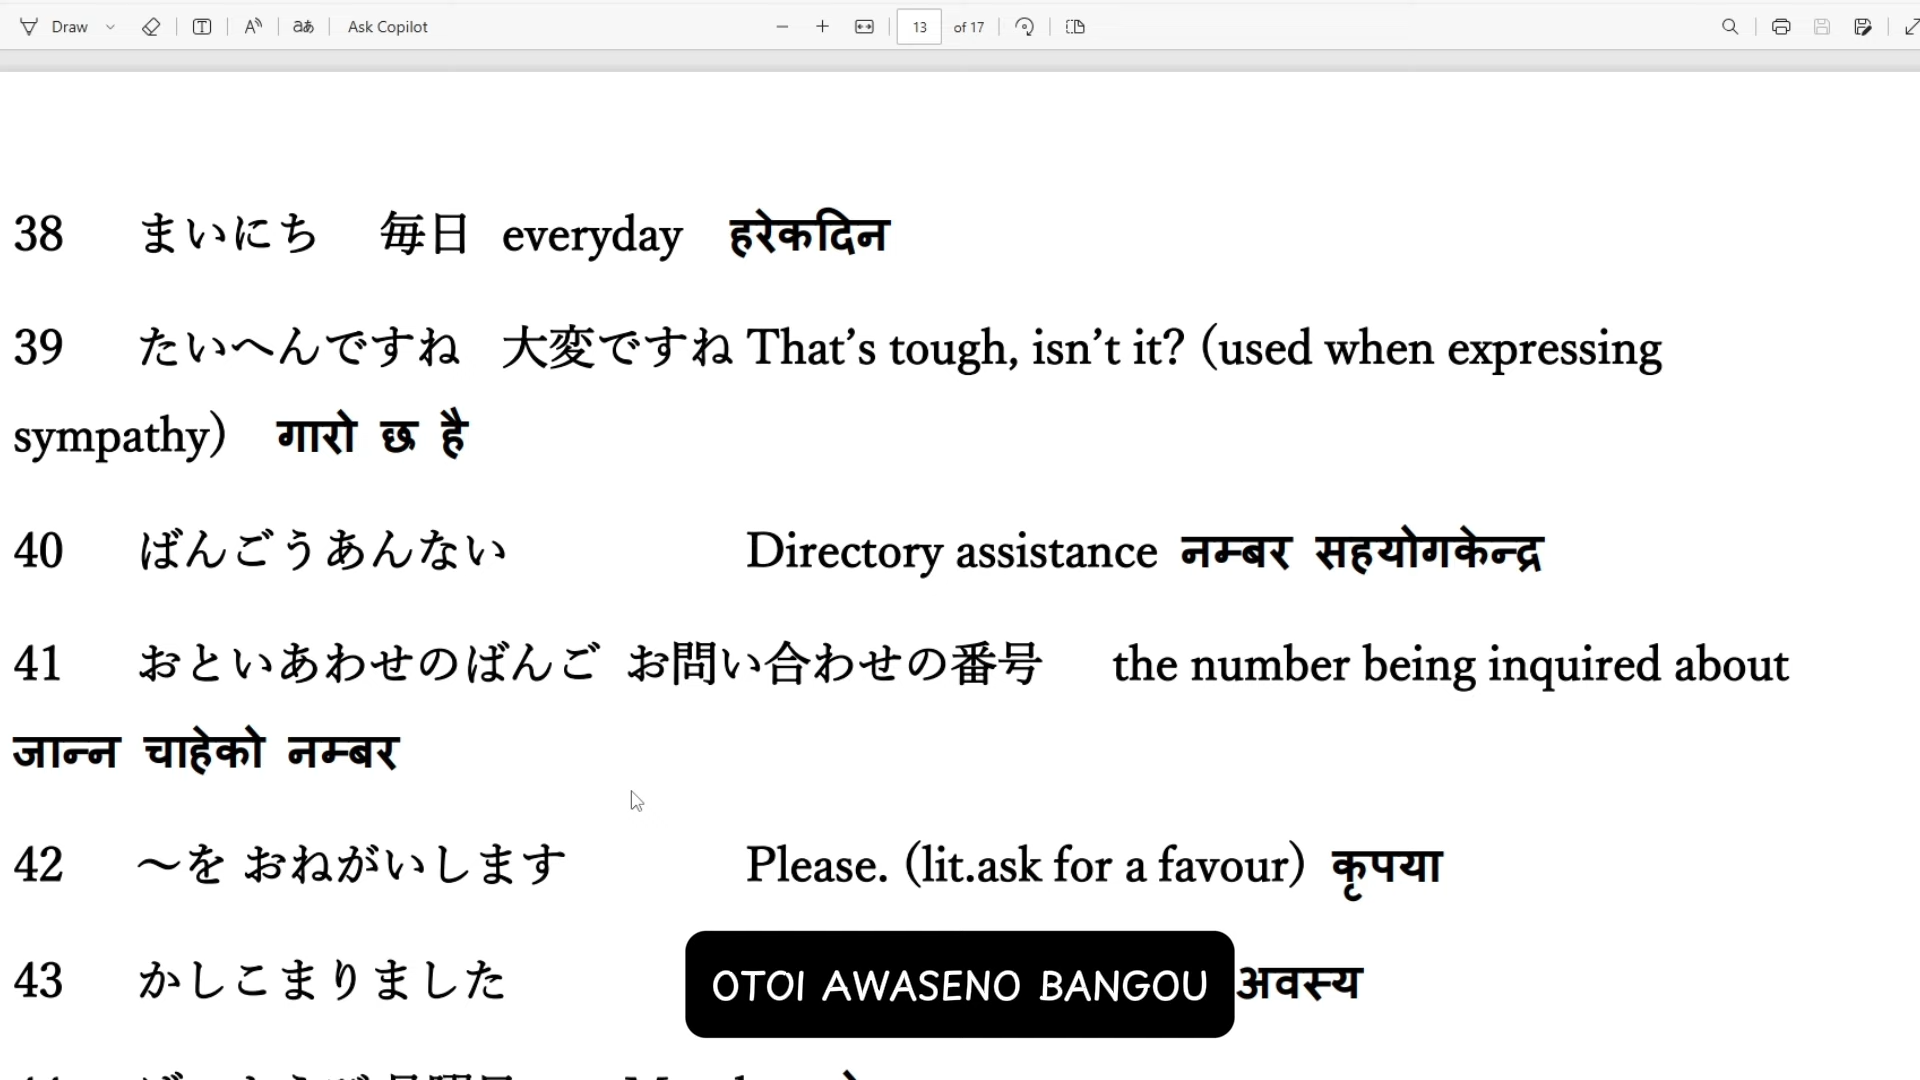 Draw Ask Copilot 13 of 17
38 まいにち 毎日 everyday हरेकदिन
39 たいへんですね 大変ですね That's tough, isn't it? (used when expressing
sympathy) गारो छ है
40 ばんごうあんない Directory assistance नम्बर सहयोगकेन्द्र
41 おといあわせのばんご お問い合わせの番号 the number being inquired about
जान्न चाहेको नम्बर
42 〜を おねがいします Please. (lit.ask for a favour) कृपया
43 かしこまりました अवस्य
OTOI AWASENO BANGOU